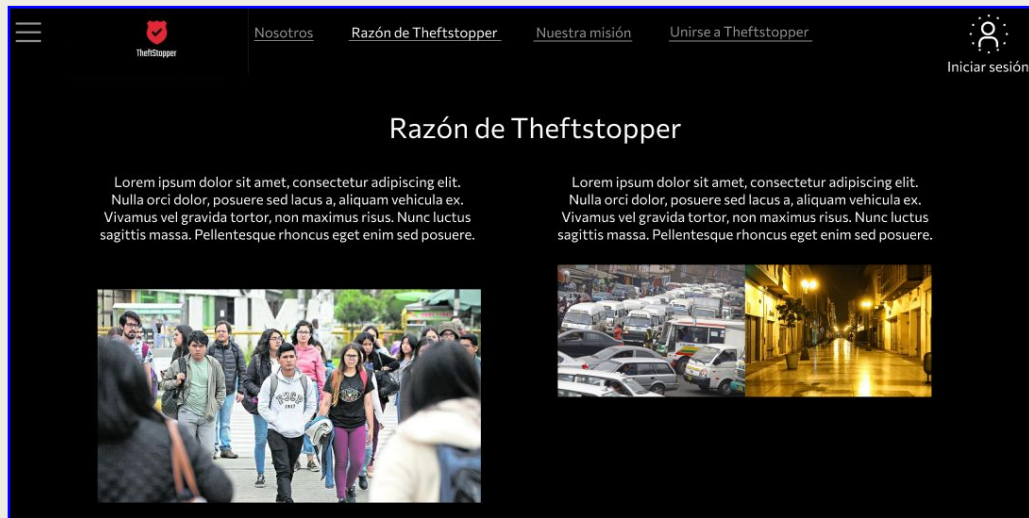 TheftStopper
Nosotros
Razón de Theftstopper
Nuestra misión
Unirse a Theftstopper
Iniciar sesión
Razón de Theftstopper
Lorem ipsum dolor sit amet, consectetur adipiscing elit.
Nulla orci dolor, posuere sed lacus a, aliquam vehicula ex.
Vivamus vel gravida tortor, non maximus risus. Nunc luctus
sagittis massa. Pellentesque rhoncus eget enim sed posuere.
Lorem ipsum dolor sit amet, consectetur adipiscing elit.
Nulla orci dolor, posuere sed lacus a, aliquam vehicula ex.
Vivamus vel gravida tortor, non maximus risus. Nunc luctus
sagittis massa. Pellentesque rhoncus eget enim sed posuere.
PUCP
1917